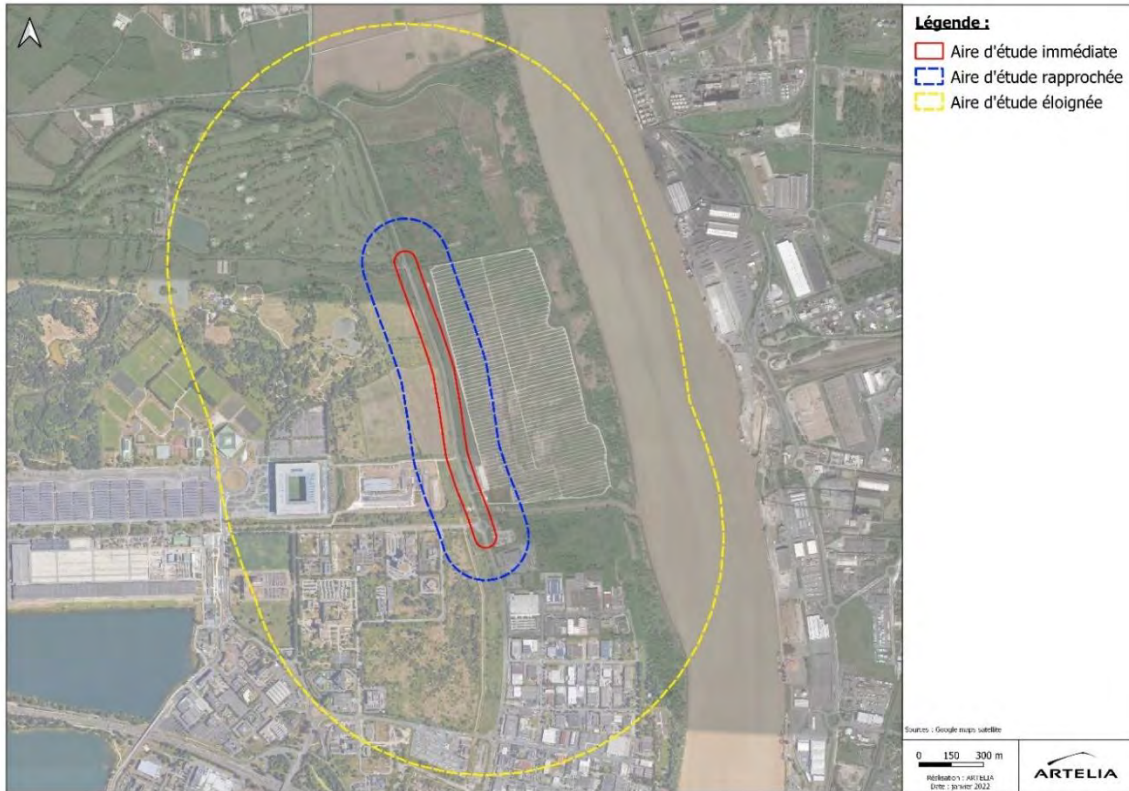 Légende :
Aire d'étude immédiate
Aire d'étude rapprochée
Aire d'étude éloignée
Sources : Google maps satellite
0 150 300 m
Réalisation : ARTELIA
Date : janvier 2022
ARTELIA